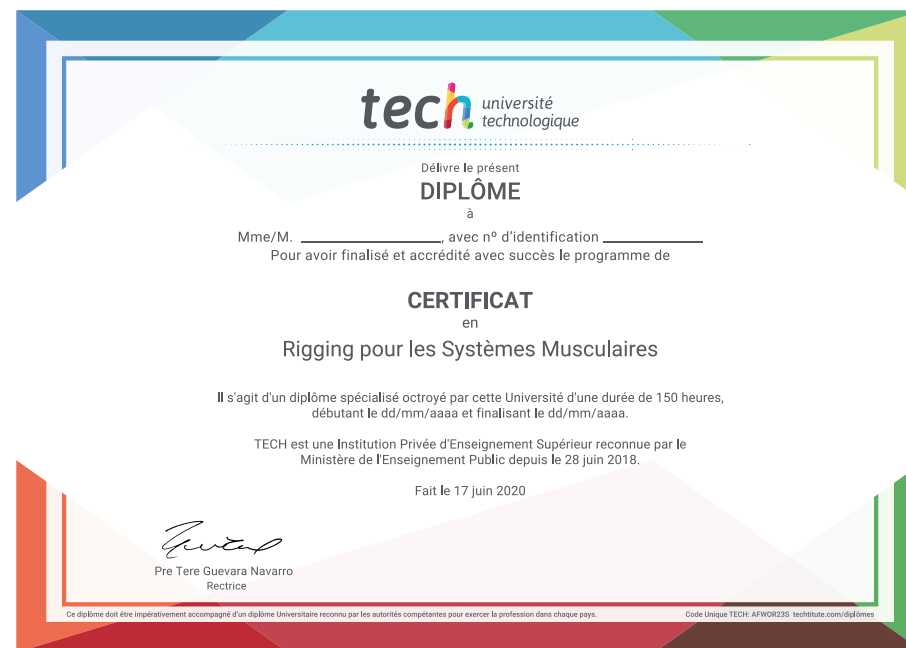 tech université
technologique
Délivre le présent
DIPLÔME
à
Mme/M. ____________________, avec nº d'identification ______________
Pour avoir finalisé et accrédité avec succès le programme de
CERTIFICAT
en
Rigging pour les Systèmes Musculaires
Il s'agit d'un diplôme spécialisé octroyé par cette Université d'une durée de 150 heures,
débutant le dd/mm/aaaa et finalisant le dd/mm/aaaa.
TECH est une Institution Privée d'Enseignement Supérieur reconnue par le
Ministère de l'Enseignement Public depuis le 28 juin 2018.
Fait le 17 juin 2020
Pre Tere Guevara Navarro
Rectrice
Ce diplôme doit être impérativement accompagné d'un diplôme Universitaire reconnu par les autorités compétentes pour exercer la profession dans chaque pays.
Code Unique TECH: AFWOR23S techtitute.com/diplômes